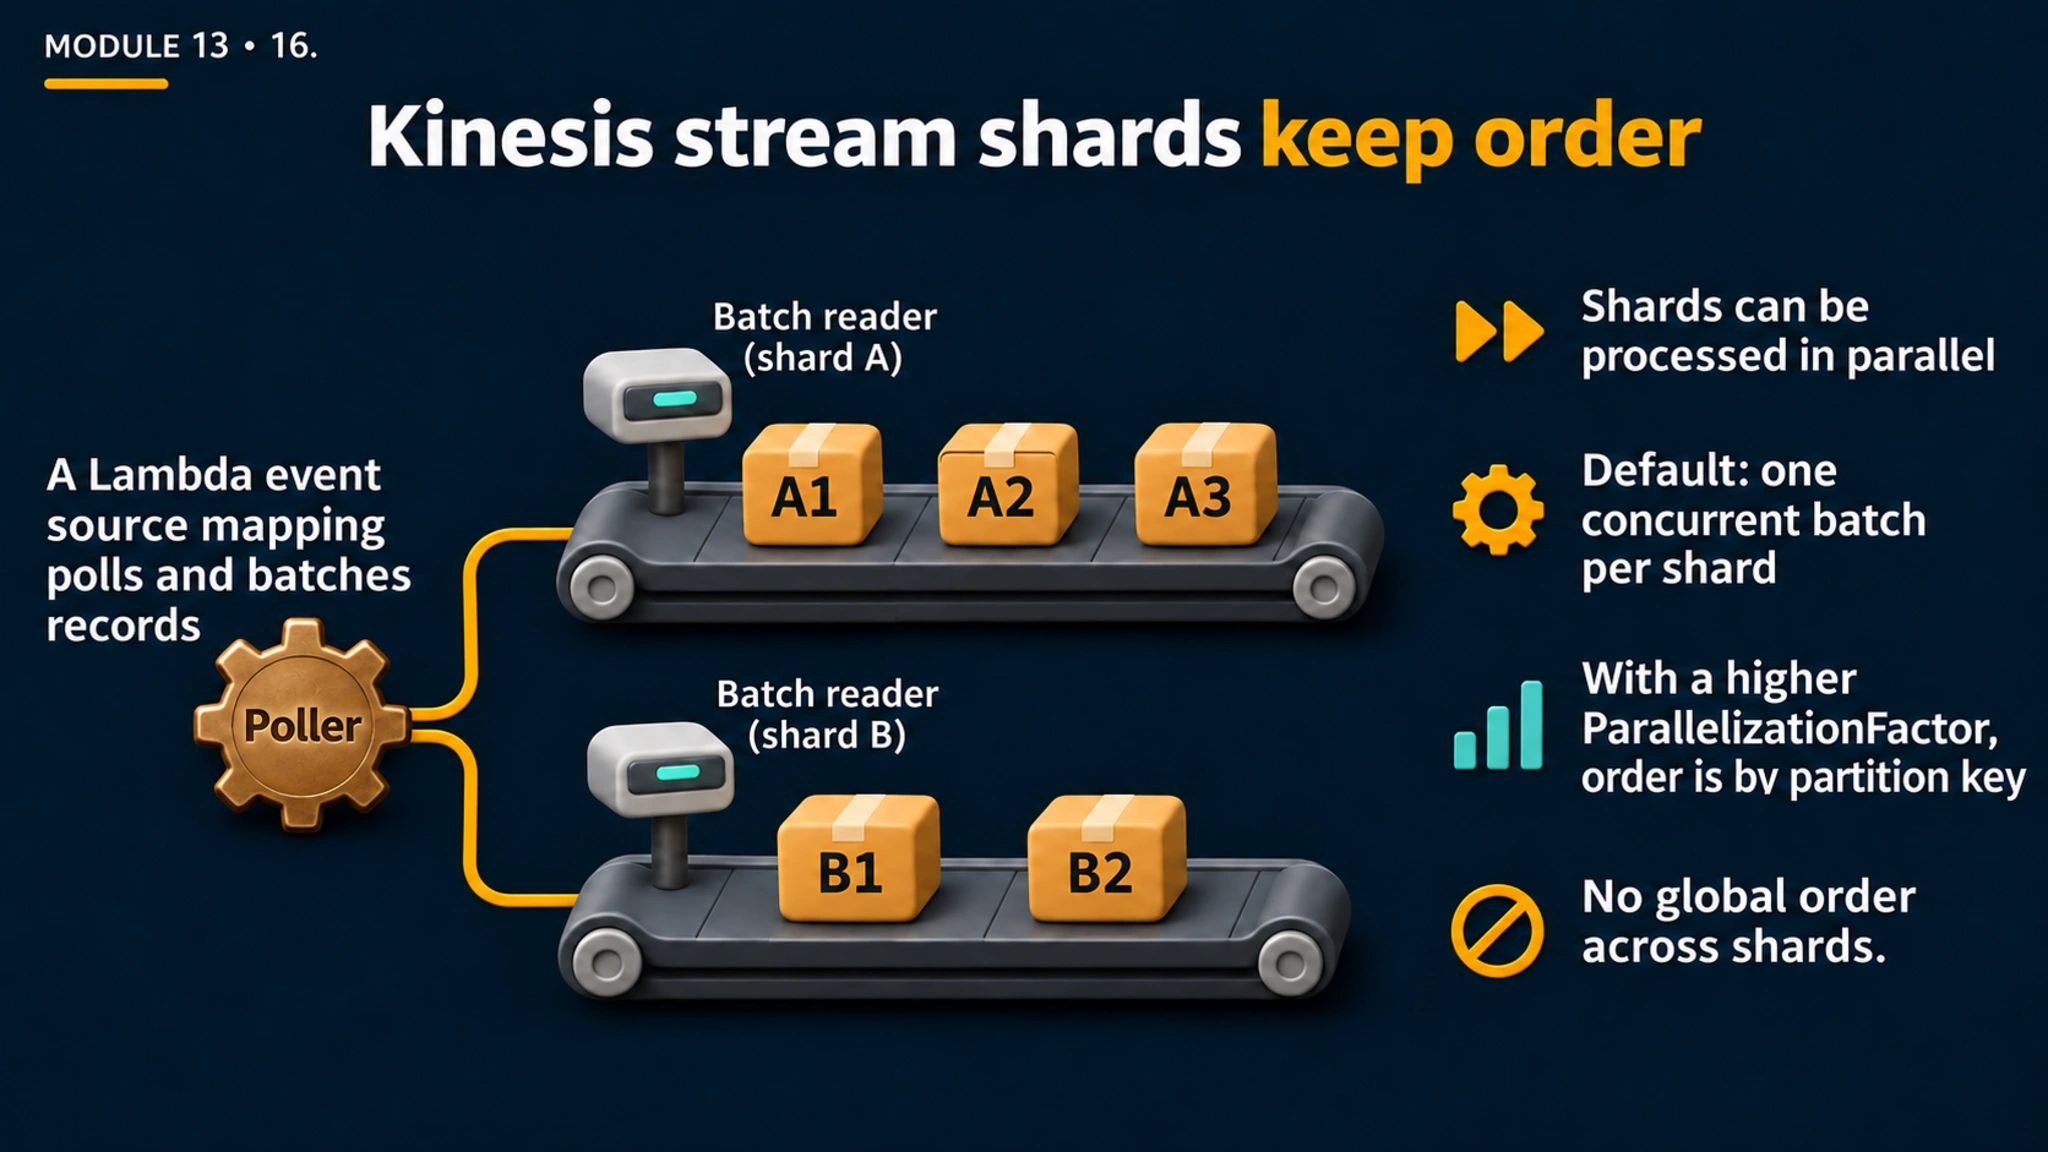 MODULE 13 • 16.
Kinesis stream shards keep order
A Lambda event
source mapping
polls and batches
records
Poller
Batch reader
(shard A)
A1
A2
A3
Batch reader
(shard B)
B1
B2
Shards can be
processed in parallel
Default: one
concurrent batch
per shard
With a higher
ParallelizationFactor,
order is by partition key
No global order
across shards.